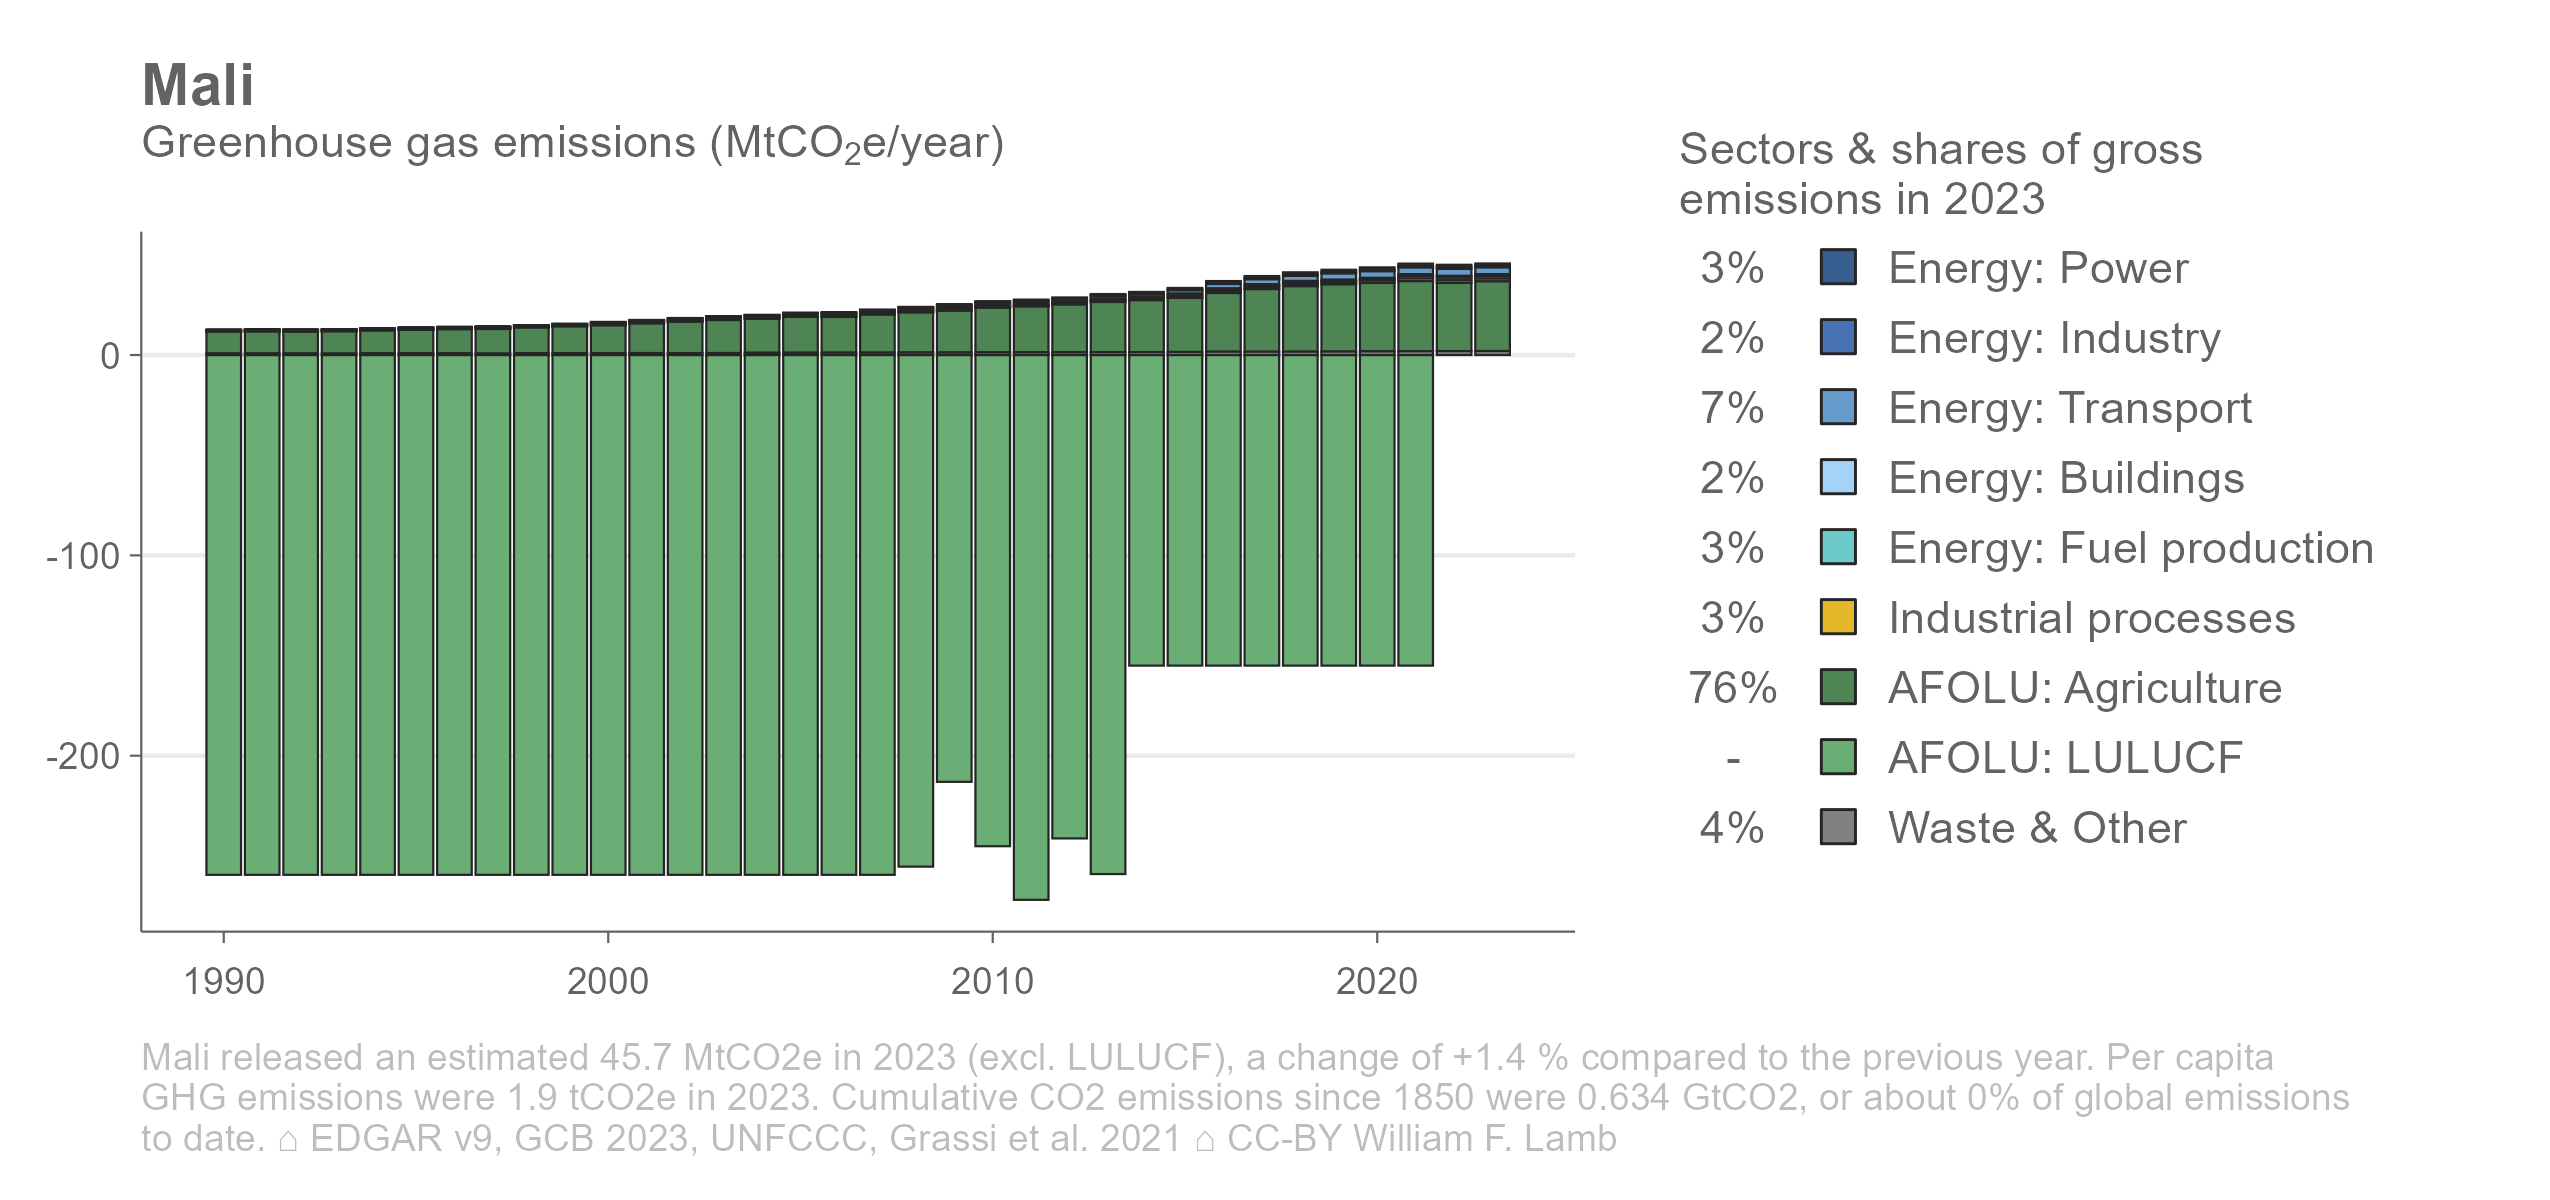 Mali
Greenhouse gas emissions (MtCO₂e/year)
Sectors & shares of gross
emissions in 2023
3% Energy: Power
2% Energy: Industry
7% Energy: Transport
2% Energy: Buildings
3% Energy: Fuel production
3% Industrial processes
76% AFOLU: Agriculture
- AFOLU: LULUCF
4% Waste & Other
0
-100
-200
1990 2000 2010 2020
Mali released an estimated 45.7 MtCO2e in 2023 (excl. LULUCF), a change of +1.4 % compared to the previous year. Per capita
GHG emissions were 1.9 tCO2e in 2023. Cumulative CO2 emissions since 1850 were 0.634 GtCO2, or about 0% of global emissions
to date. ⌂ EDGAR v9, GCB 2023, UNFCCC, Grassi et al. 2021 ⌂ CC-BY William F. Lamb